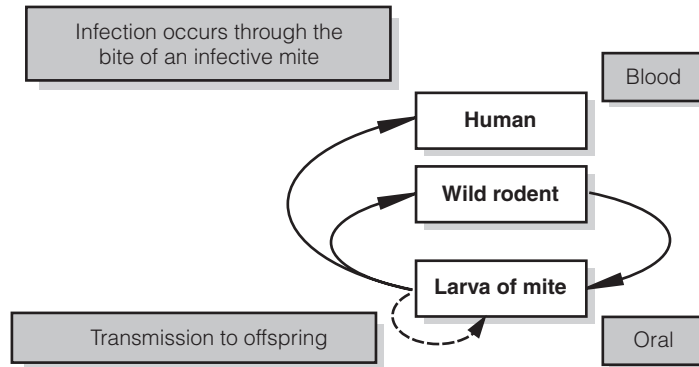 Infection occurs through the
bite of an infective mite
Blood
Human
Wild rodent
Larva of mite
Transmission to offspring
Oral